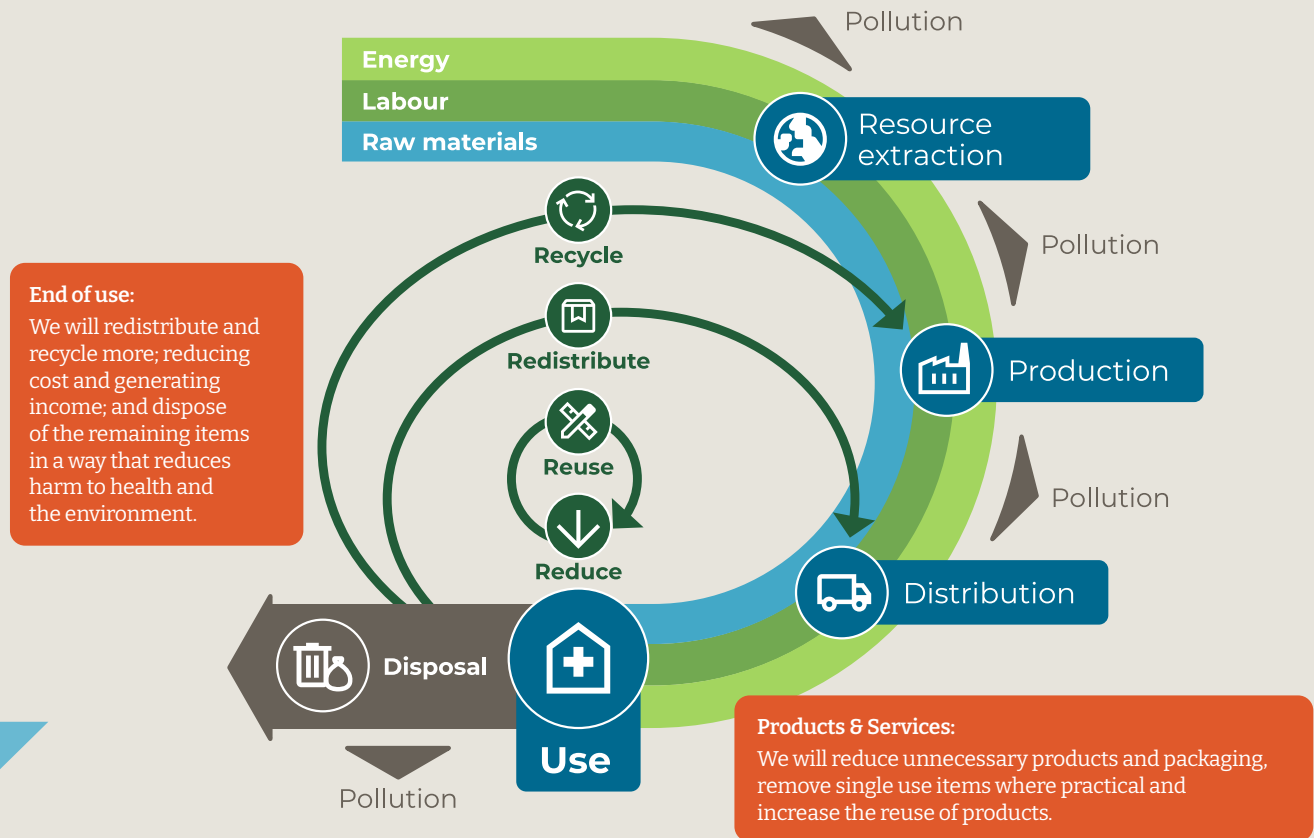 Pollution
Energy
Labour
Raw materials
Resource
extraction
Recycle
Pollution
End of use:
We will redistribute and
recycle more; reducing
cost and generating
income; and dispose
of the remaining items
in a way that reduces
harm to health and
the environment.
Redistribute
Production
Reuse
Pollution
Reduce
Distribution
Disposal
Use
Pollution
Products & Services:
We will reduce unnecessary products and packaging,
remove single use items where practical and
increase the reuse of products.